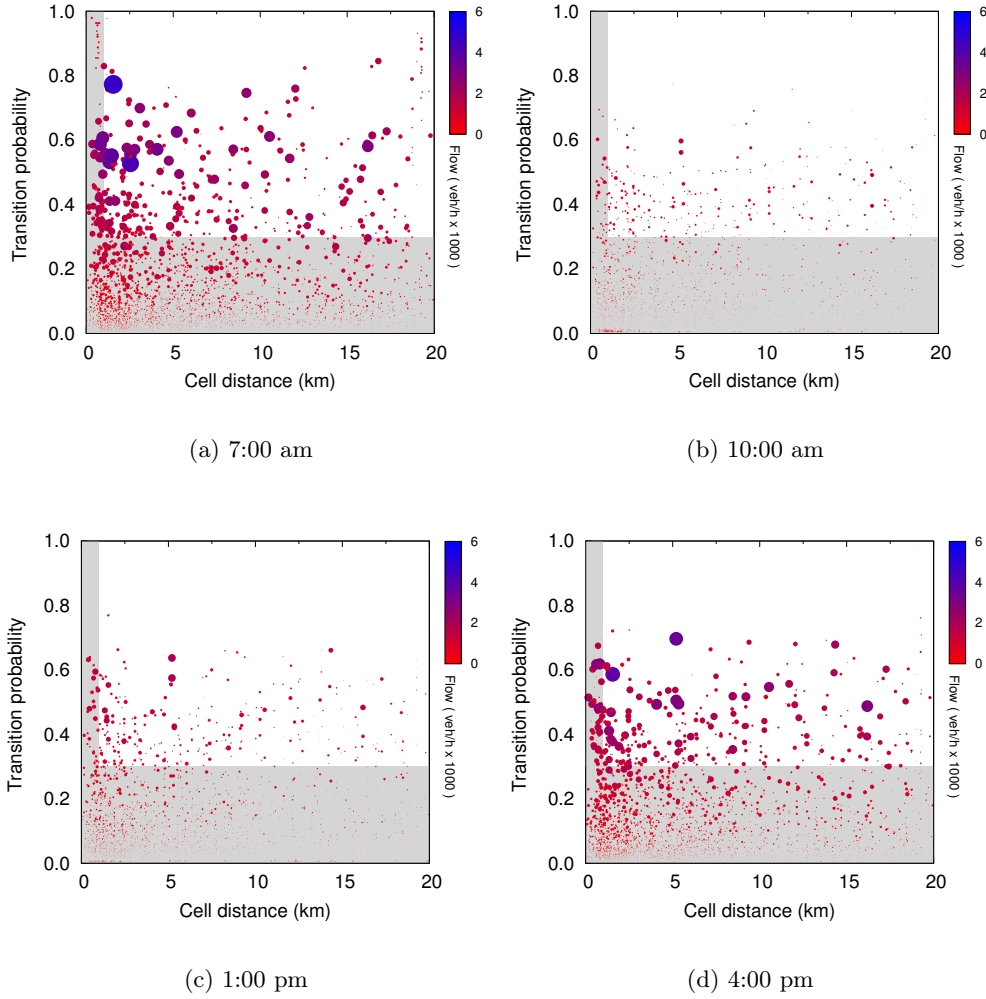 1.0
0.8
0.6
0.4
0.2
0.0
Transition probability
0 5 10 15 20
Cell distance (km)
6
4
2
0
Flow ( veh/h x 1000 )
(a) 7:00 am
1.0
0.8
0.6
0.4
0.2
0.0
Transition probability
0 5 10 15 20
Cell distance (km)
6
4
2
0
Flow ( veh/h x 1000 )
(b) 10:00 am
1.0
0.8
0.6
0.4
0.2
0.0
Transition probability
0 5 10 15 20
Cell distance (km)
6
4
2
0
Flow ( veh/h x 1000 )
(c) 1:00 pm
1.0
0.8
0.6
0.4
0.2
0.0
Transition probability
0 5 10 15 20
Cell distance (km)
6
4
2
0
Flow ( veh/h x 1000 )
(d) 4:00 pm